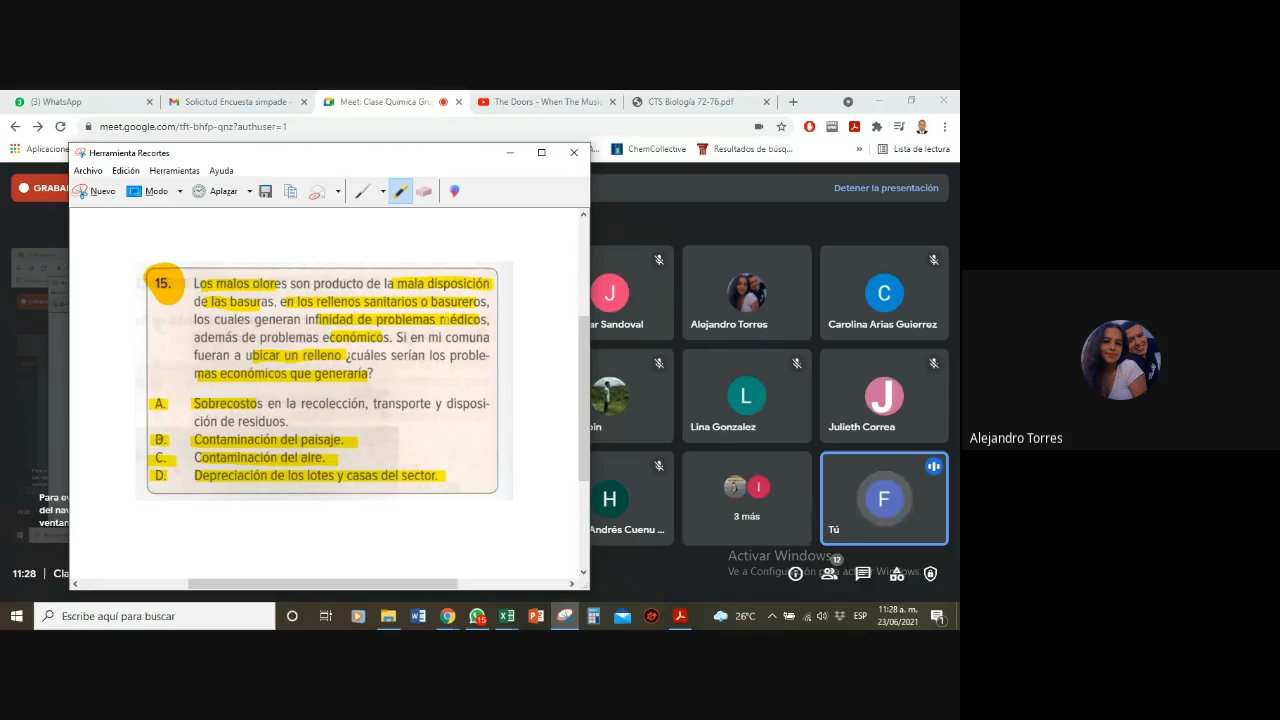 (3) WhatsApp
Solicitud Encuesta simpade -
Meet: Clase Química Gru
The Doors - When The Music
CTS Biología 72-76.pdf
meet.google.com/tft-bhfp-qnz?authuser=1
Aplicacione
ChemCollective
Resultados de búsq...
»
Lista de lectura
Herramienta Recortes
Archivo Edición Herramientas Ayuda
Nuevo Modo Aplazar
GRABAN
Detener la presentación
15. Los malos olores son producto de la mala disposición
de las basuras, en los rellenos sanitarios o basureros,
los cuales generan infinidad de problemas médicos,
además de problemas económicos. Si en mi comuna
fueran a ubicar un relleno ¿cuáles serían los proble-
mas económicos que generaría?
A. Sobrecostos en la recolección, transporte y disposi-
ción de residuos.
B. Contaminación del paisaje.
C. Contaminación del aire.
D. Depreciación de los lotes y casas del sector.
J
ar Sandoval
Alejandro Torres
C
Carolina Arias Guierrez
L
Lina Gonzalez
J
Julieth Correa
H
Andrés Cuenu ...
I
3 más
F
Tú
Alejandro Torres
Para ev
del nav
ventan
Activar Windows
Ve a Configuración para activar Windows.
11:28 Cla
12
Escribe aquí para buscar
15
26°C
ESP
11:28 a. m.
23/06/2021
1